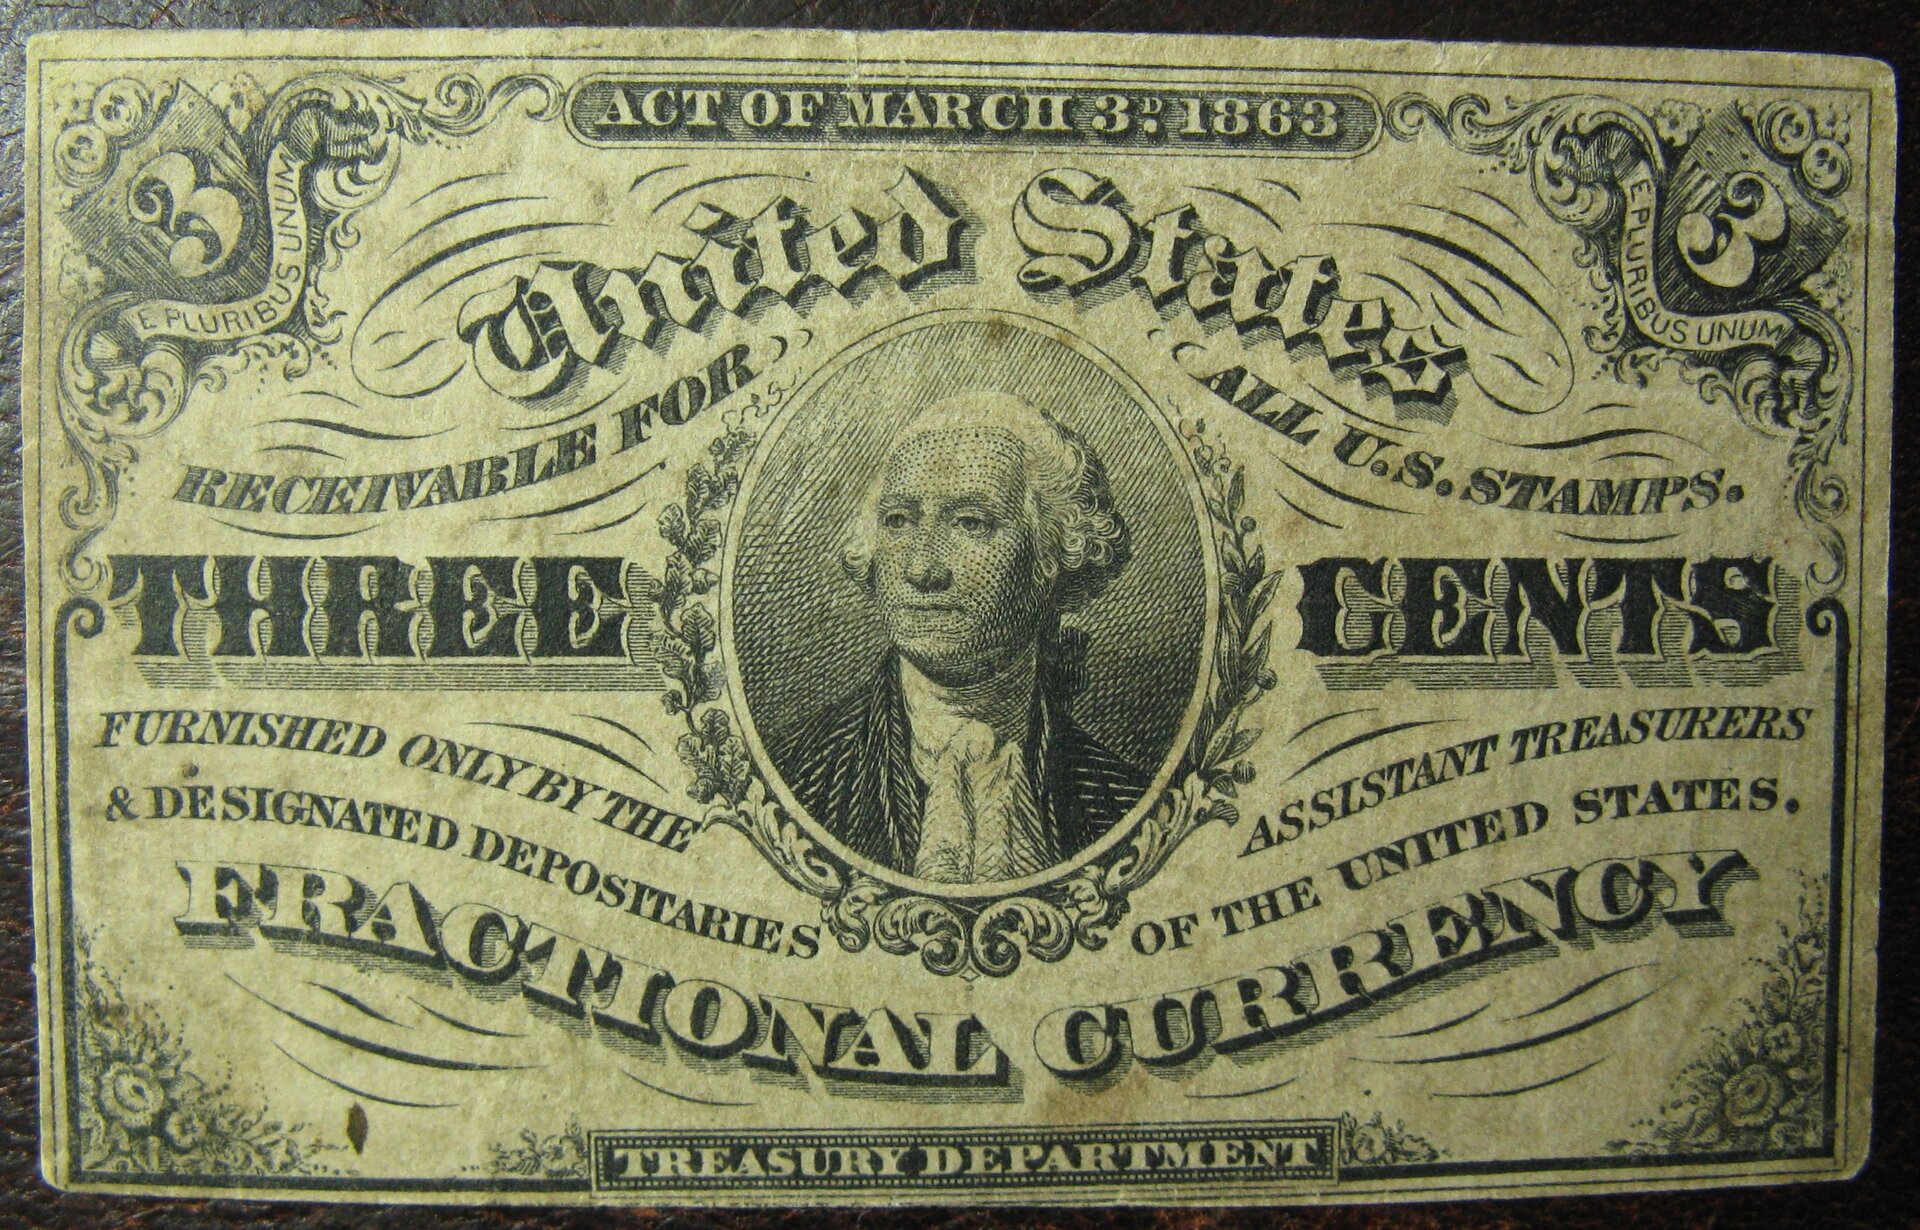 ACT OF MARCH 3D. 1863
3
E PLURIBUS UNUM
3
E PLURIBUS UNUM
United States
RECEIVABLE FOR ALL U.S. STAMPS.
THREE CENTS
FURNISHED ONLY BY THE ASSISTANT TREASURERS
& DESIGNATED DEPOSITARIES OF THE UNITED STATES.
FRACTIONAL CURRENCY
TREASURY DEPARTMENT